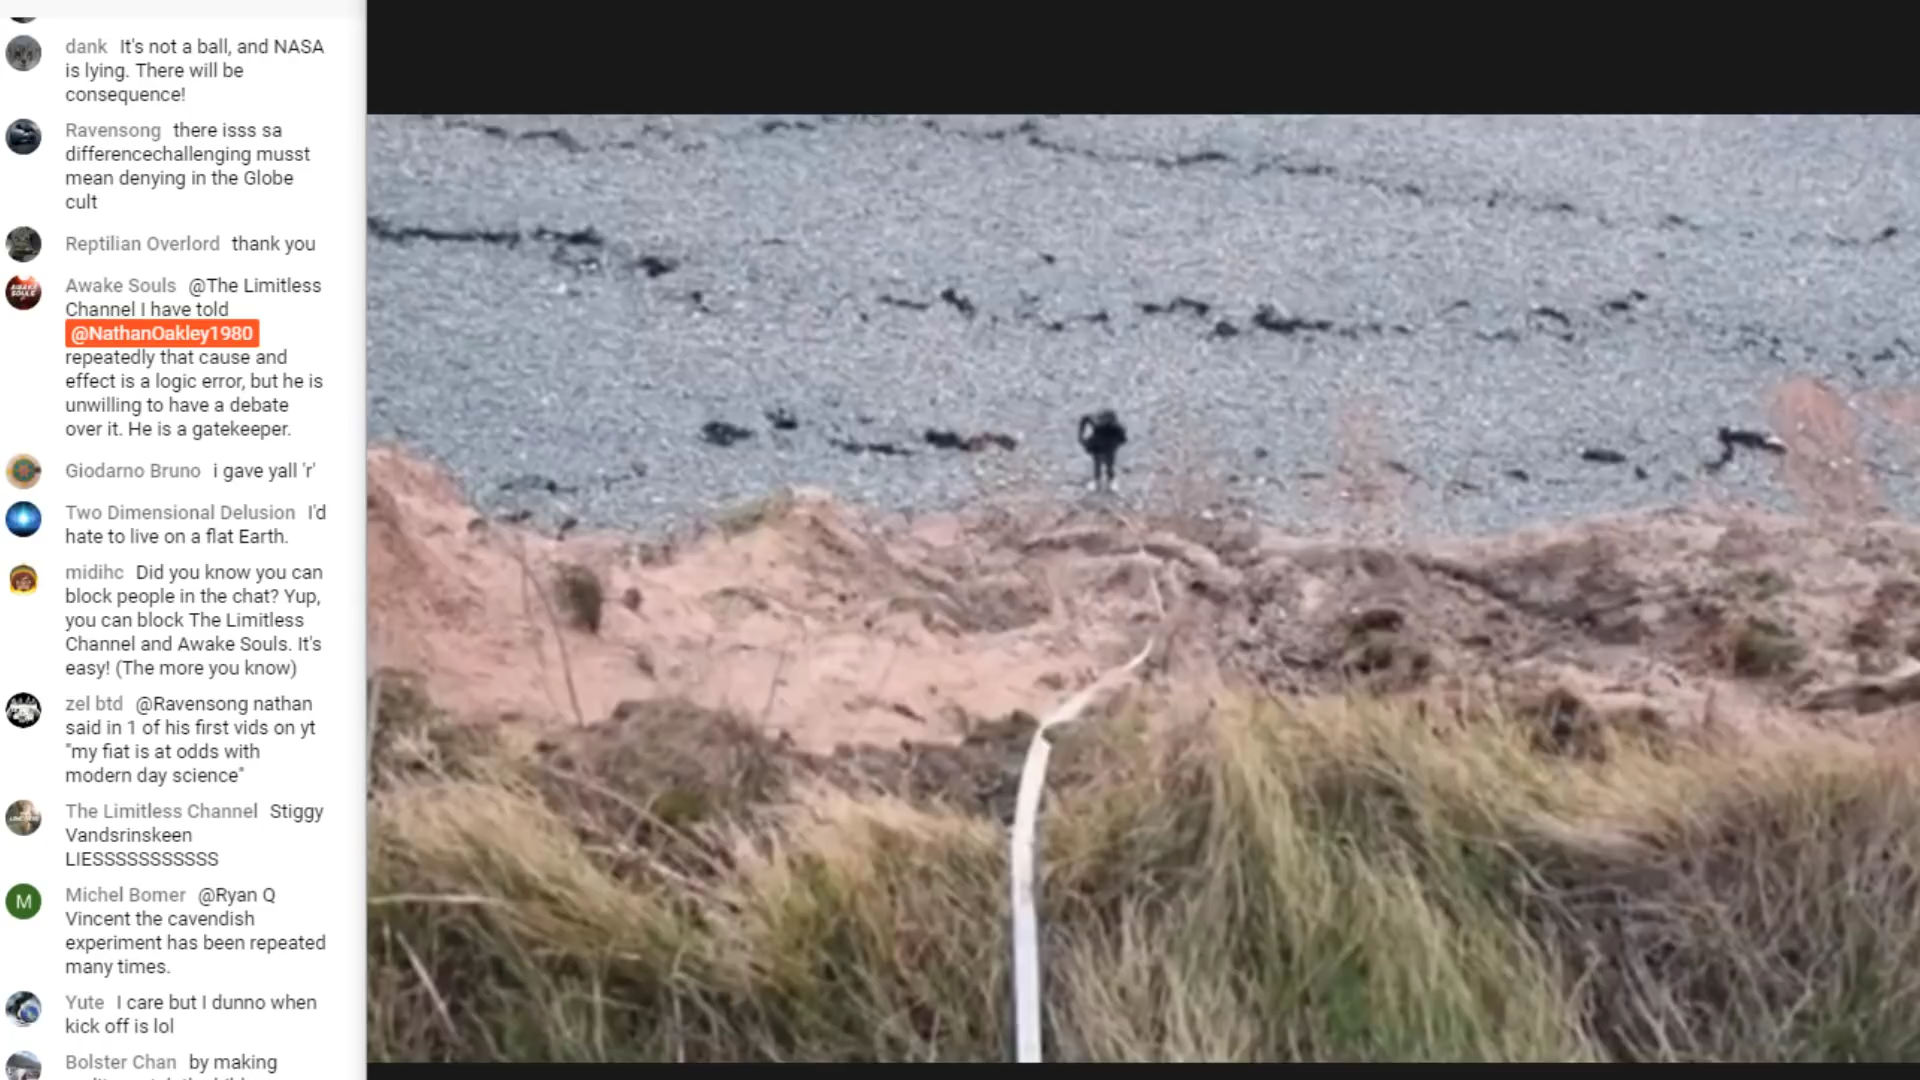 dank It's not a ball, and NASA
is lying. There will be
consequence!
Ravensong there isss sa
differencechallenging musst
mean denying in the Globe
cult
Reptilian Overlord thank you
Awake Souls @The Limitless
Channel I have told
@NathanOakley1980
repeatedly that cause and
effect is a logic error, but he is
unwilling to have a debate
over it. He is a gatekeeper.
Giodarno Bruno i gave yall 'r'
Two Dimensional Delusion I'd
hate to live on a flat Earth.
midihc Did you know you can
block people in the chat? Yup,
you can block The Limitless
Channel and Awake Souls. It's
easy! (The more you know)
zel btd @Ravensong nathan
said in 1 of his first vids on yt
"my fiat is at odds with
modern day science"
The Limitless Channel Stiggy
Vandsrinskeen
LIESSSSSSSSSS
M
Michel Bomer @Ryan Q
Vincent the cavendish
experiment has been repeated
many times.
Yute I care but I dunno when
kick off is lol
Bolster Chan by making